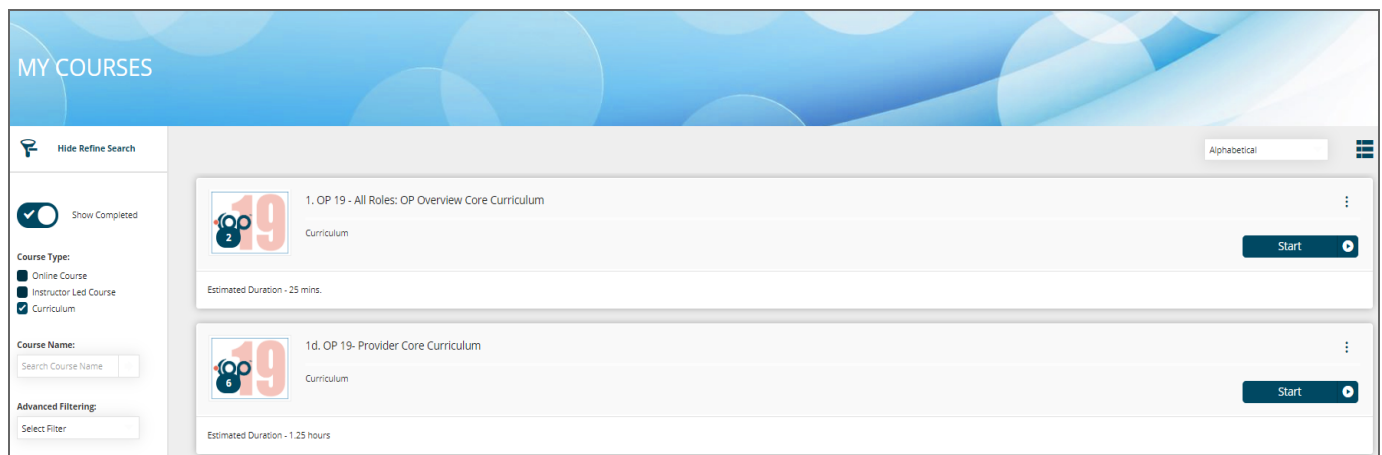 MY COURSES
Hide Refine Search
Alphabetical
Show Completed
Course Type:
Online Course
Instructor Led Course
Curriculum
Course Name:
Search Course Name
Advanced Filtering:
Select Filter
19
op
2
1. OP 19 - All Roles: OP Overview Core Curriculum
Curriculum
Start
Estimated Duration - 25 mins.
19
op
6
1d. OP 19- Provider Core Curriculum
Curriculum
Start
Estimated Duration - 1.25 hours